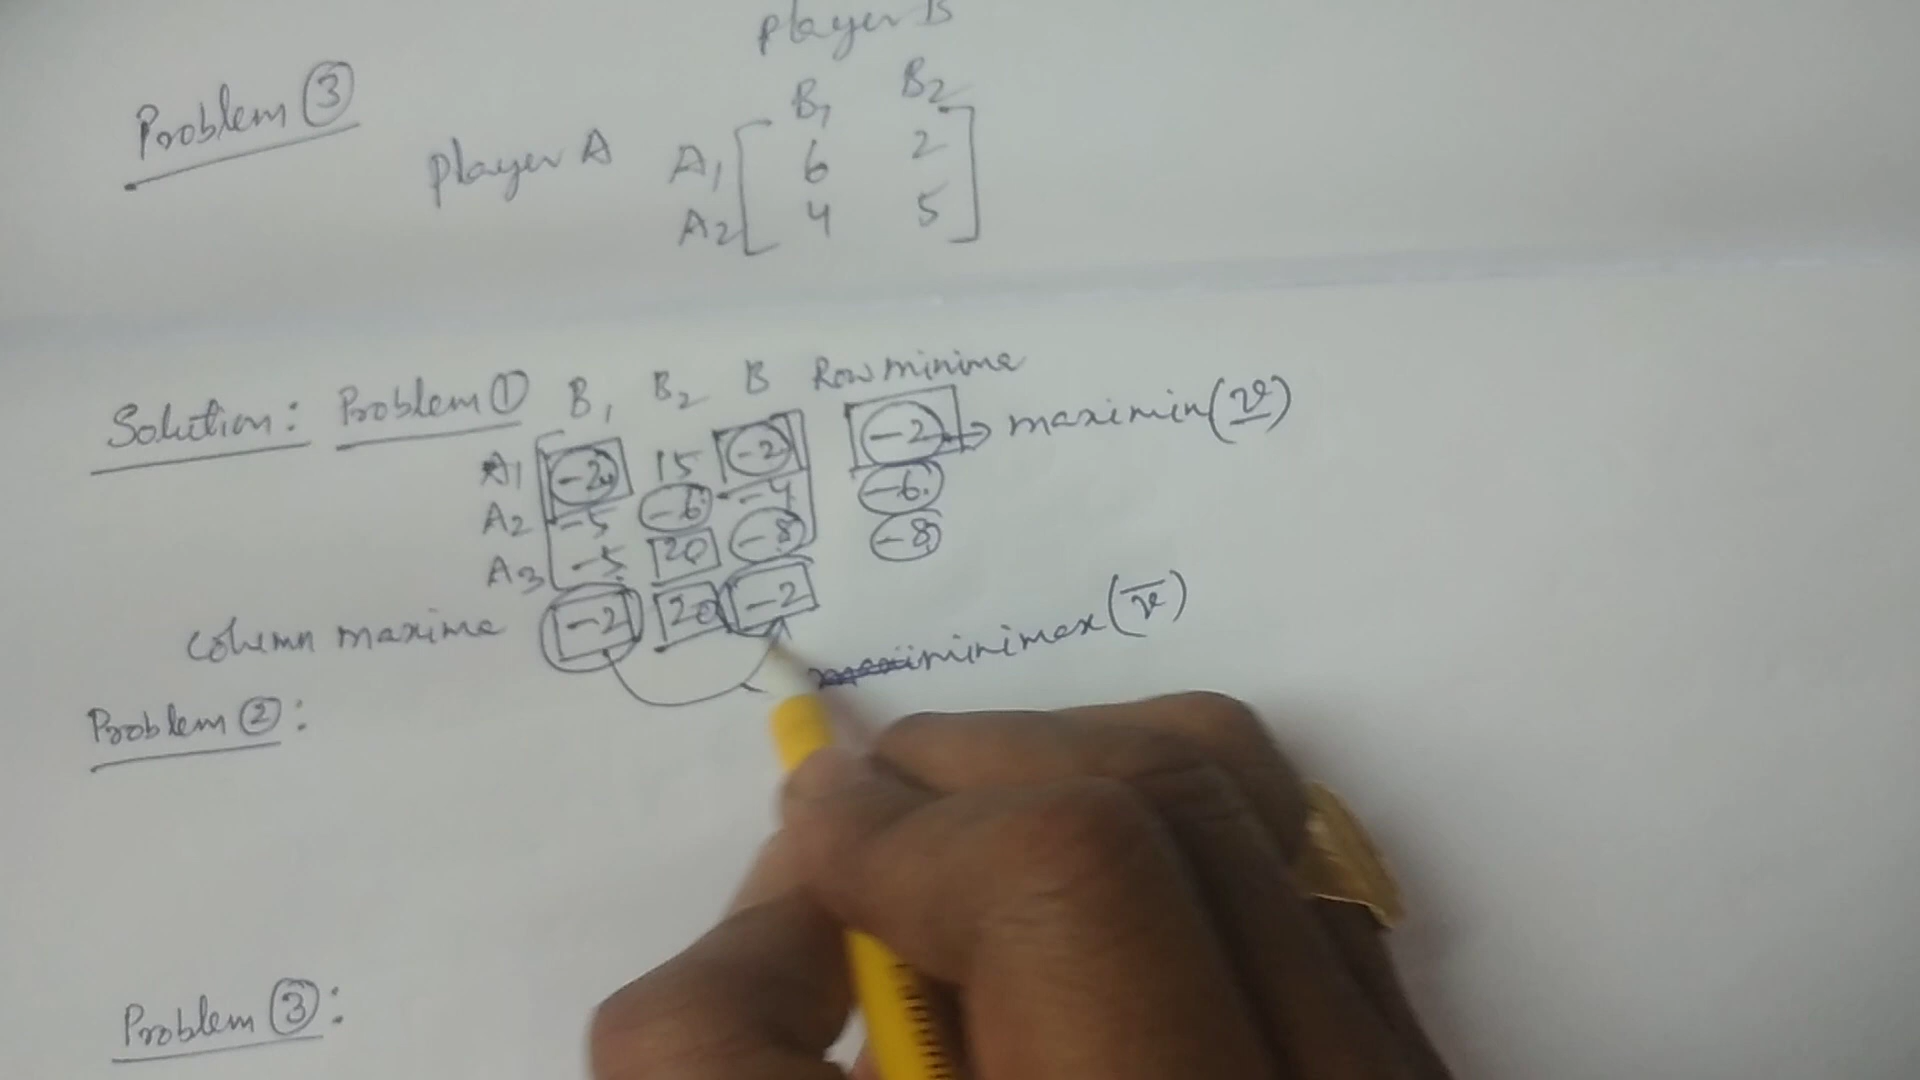 Player B
Problem ③
B1 B2
Player A A1 6 2
A2 4 5
Solution: Problem ① B1 B2 B Row minima
A1 -2 15 -2 -2 → maximin (v)
A2 -5 -6 -4 -6
A3 -5 20 -8 -8
Column maxima -2 20 -2
minimax (v̅)
Problem ②:
Problem ③: